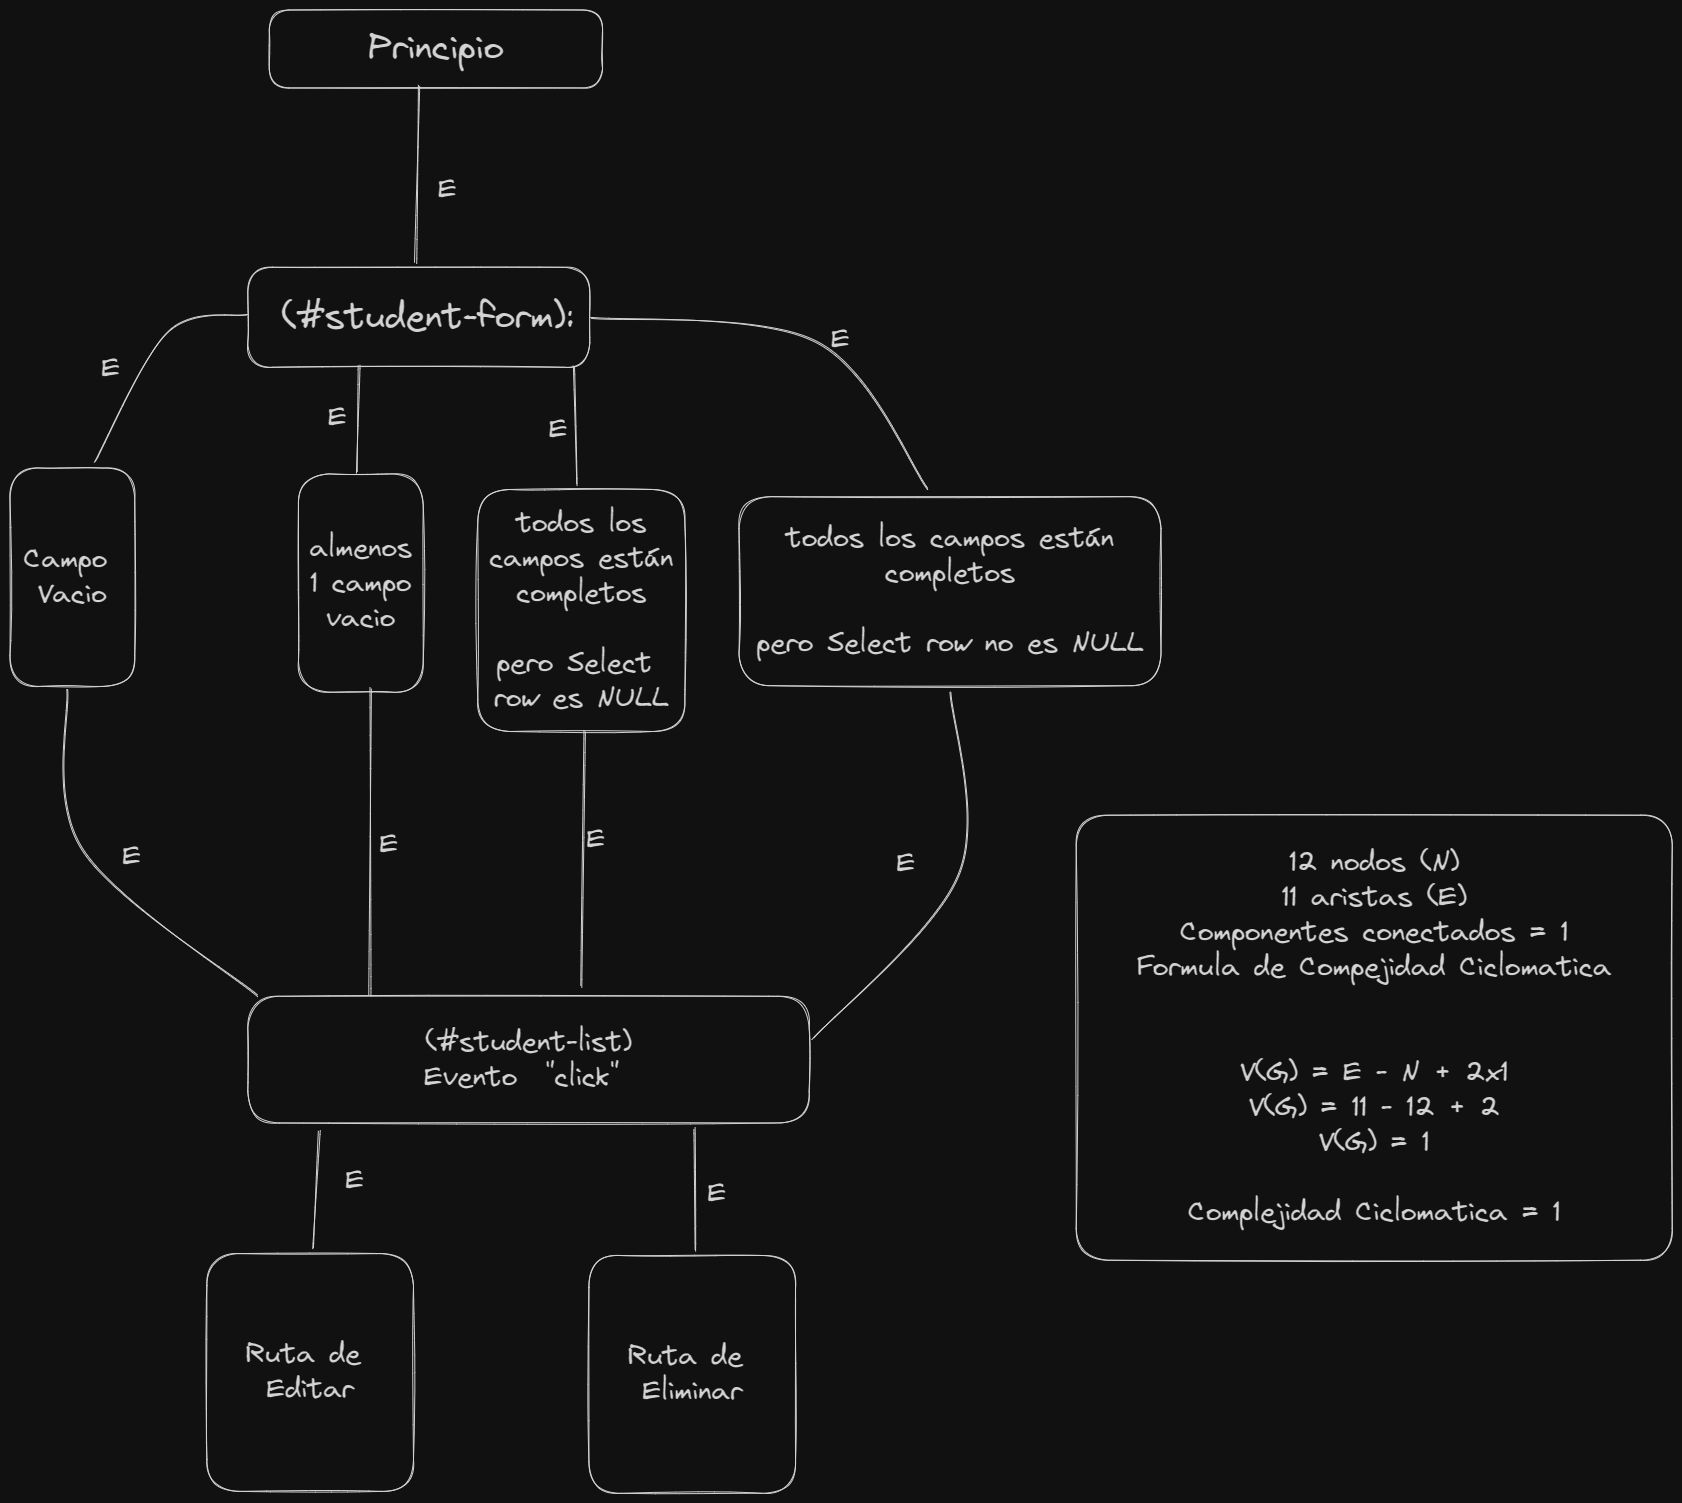 Principio
E
(#student-form):
E
E
E
E
Campo
Vacio
almenos
1 campo
vacio
todos los
campos están
completos
pero Select
row es NULL
todos los campos están
completos
pero Select row no es NULL
E
E
E
E
(#student-list)
Evento "click"
E
E
Ruta de
Editar
Ruta de
Eliminar
12 nodos (N)
11 aristas (E)
Componentes conectados = 1
Formula de Compejidad Ciclomatica
V(G) = E - N + 2x1
V(G) = 11 - 12 + 2
V(G) = 1
Complejidad Ciclomatica = 1